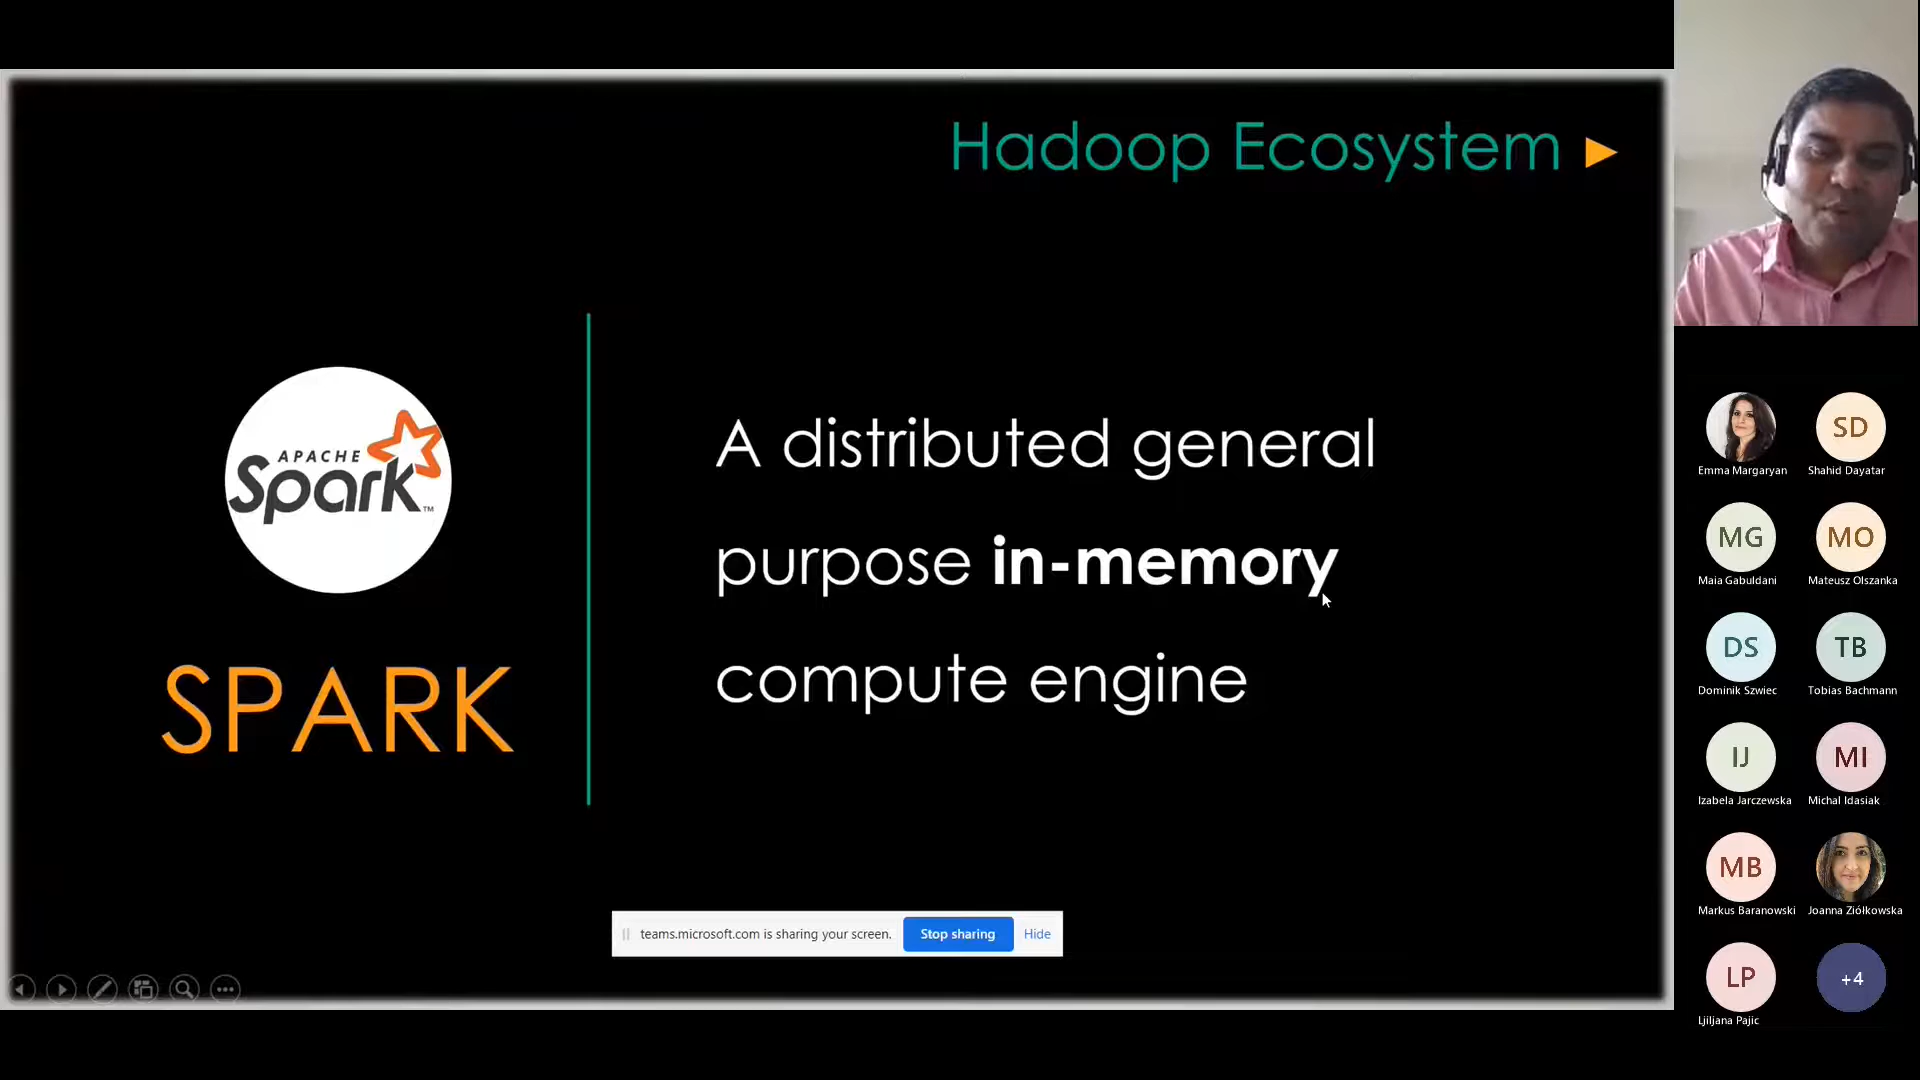 Hadoop Ecosystem
APACHE
Spark™
SPARK
A distributed general
purpose in-memory
compute engine
teams.microsoft.com is sharing your screen.
Stop sharing
Hide
Emma Margaryan
SD
Shahid Dayatar
MG
Maia Gabuldani
MO
Mateusz Olszanka
DS
Dominik Szwiec
TB
Tobias Bachmann
IJ
Izabela Jarczewska
MI
Michal Idasiak
MB
Markus Baranowski
Joanna Ziółkowska
LP
Ljiljana Pajic
+4